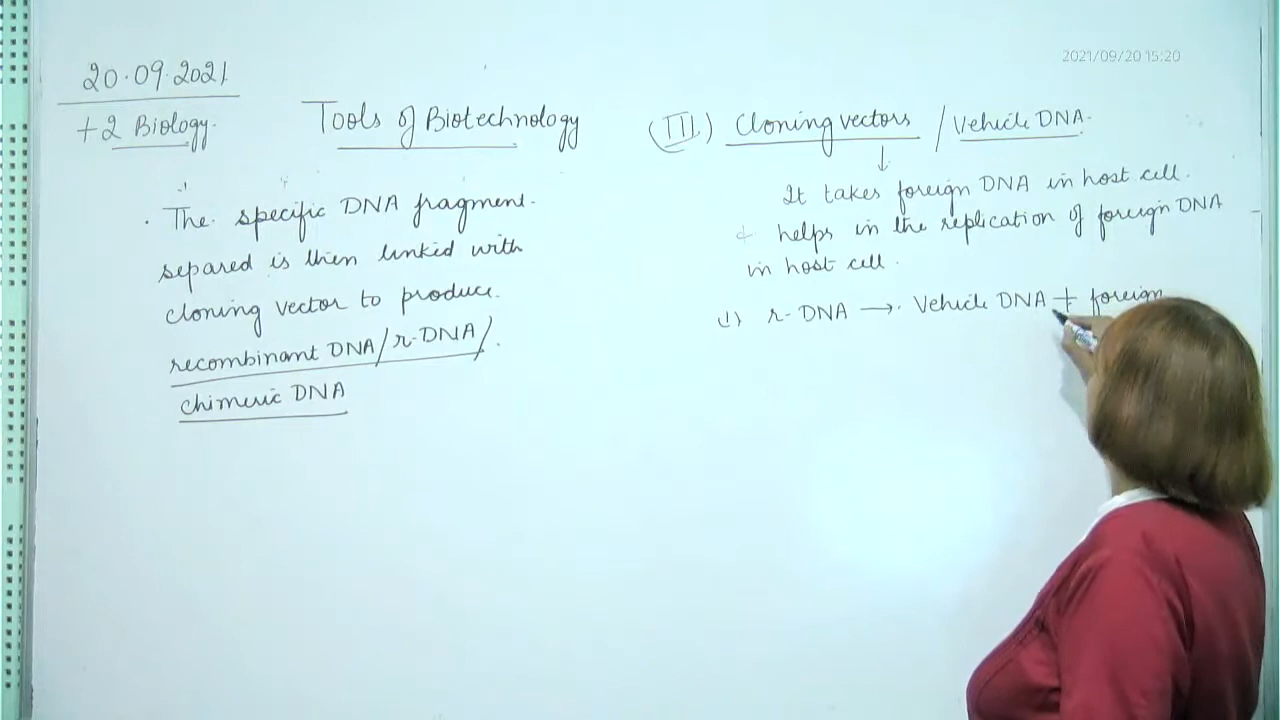 2021/09/20 15:20
20.09.2021
+2 Biology.
Tools of Biotechnology
. The specific DNA fragment.
separed is then linked with
cloning vector to produce.
recombinant DNA/r-DNA/.
chimeric DNA
(III.) Cloning vectors / Vehicle DNA.
It takes foreign DNA in host cell.
+ helps in the replication of foreign DNA
in host cell.
(1) r-DNA →. Vehicle DNA + foreign